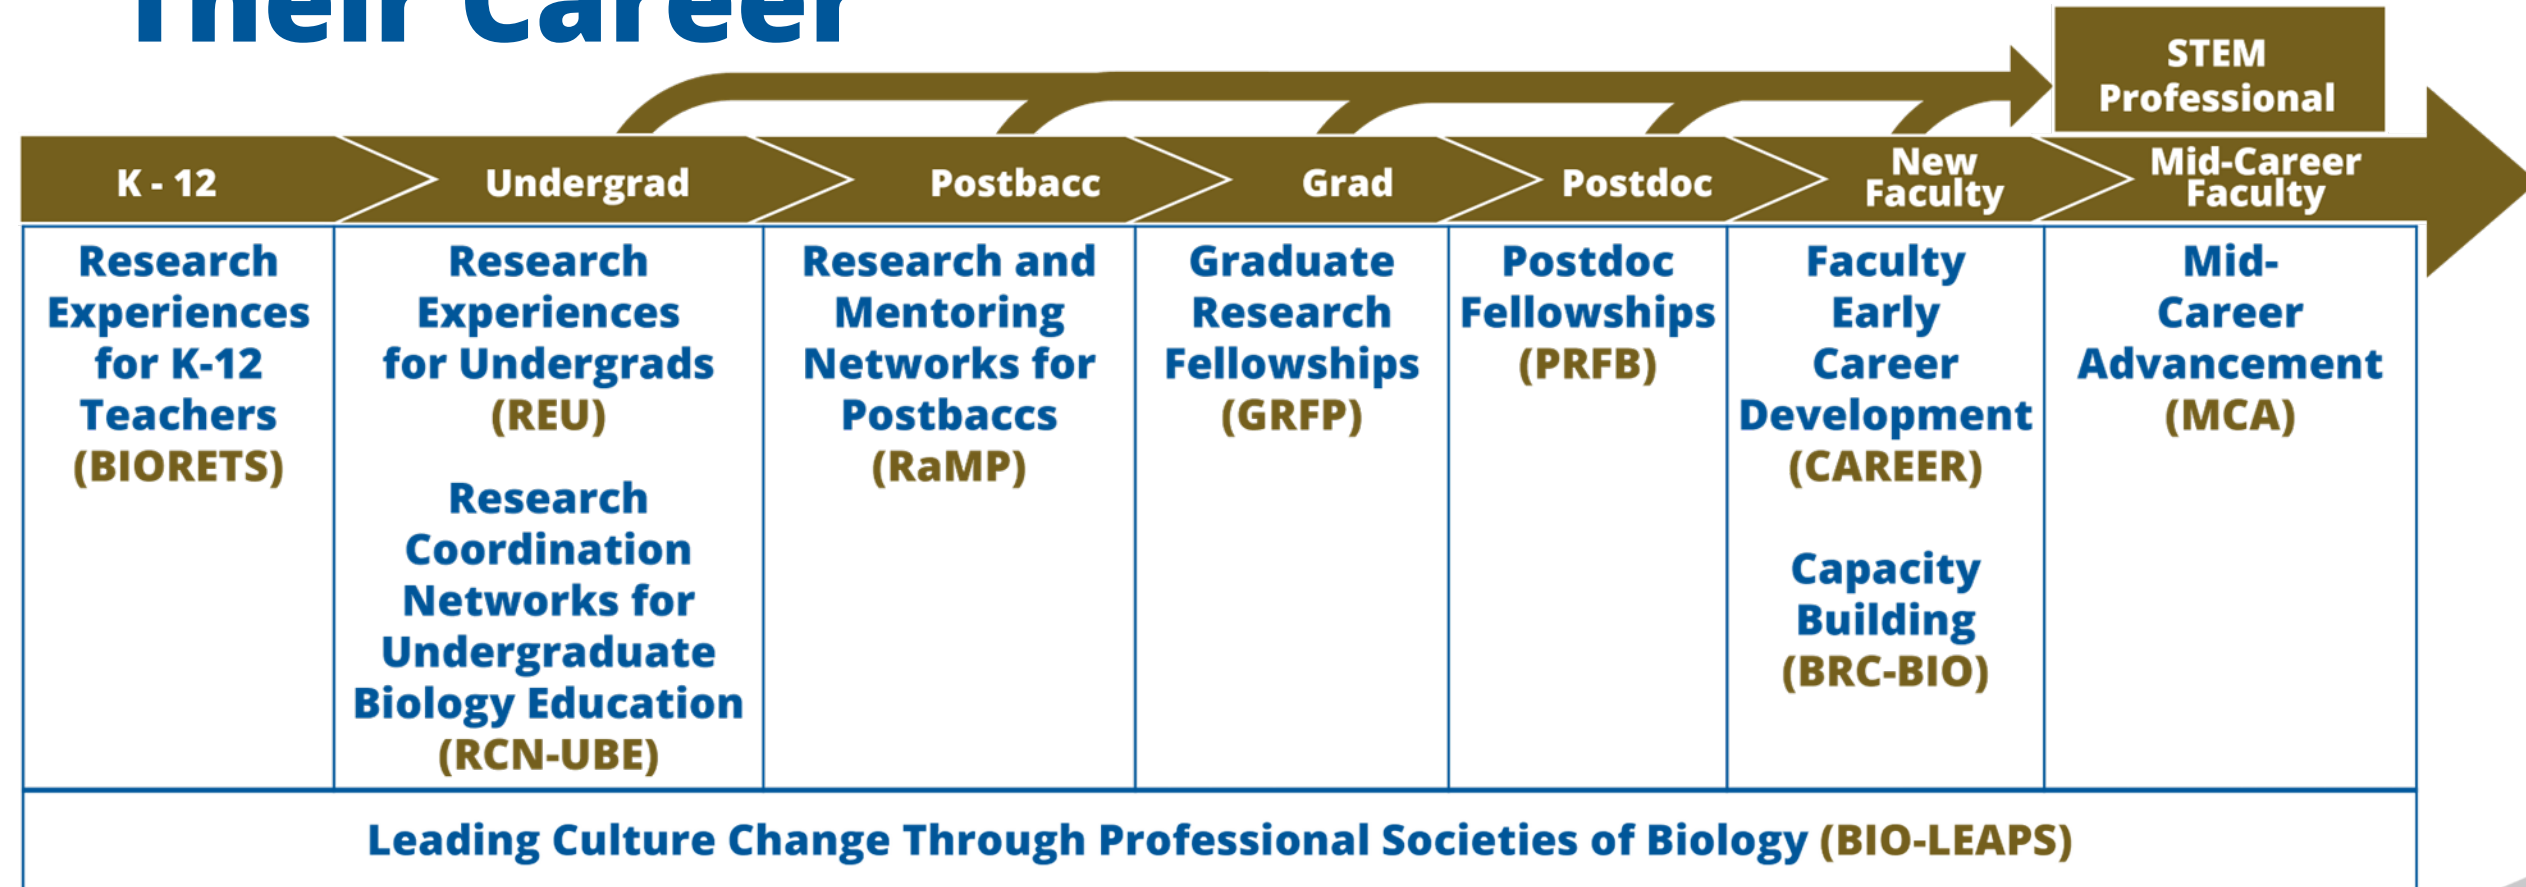 Their Career
STEM
Professional
K - 12
Undergrad
Postbacc
Grad
Postdoc
New
Faculty
Mid-Career
Faculty
Research
Experiences
for K-12
Teachers
(BIORETS)
Research
Experiences
for Undergrads
(REU)
Research
Coordination
Networks for
Undergraduate
Biology Education
(RCN-UBE)
Research and
Mentoring
Networks for
Postbaccs
(RaMP)
Graduate
Research
Fellowships
(GRFP)
Postdoc
Fellowships
(PRFB)
Faculty
Early
Career
Development
(CAREER)
Capacity
Building
(BRC-BIO)
Mid-
Career
Advancement
(MCA)
Leading Culture Change Through Professional Societies of Biology (BIO-LEAPS)